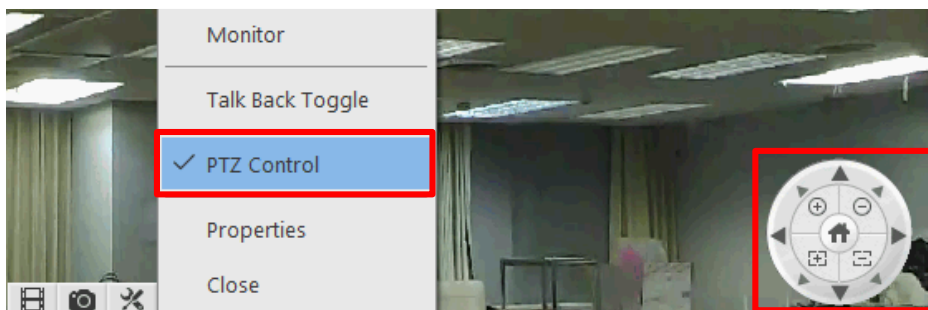 Monitor
Talk Back Toggle
PTZ Control
Properties
Close